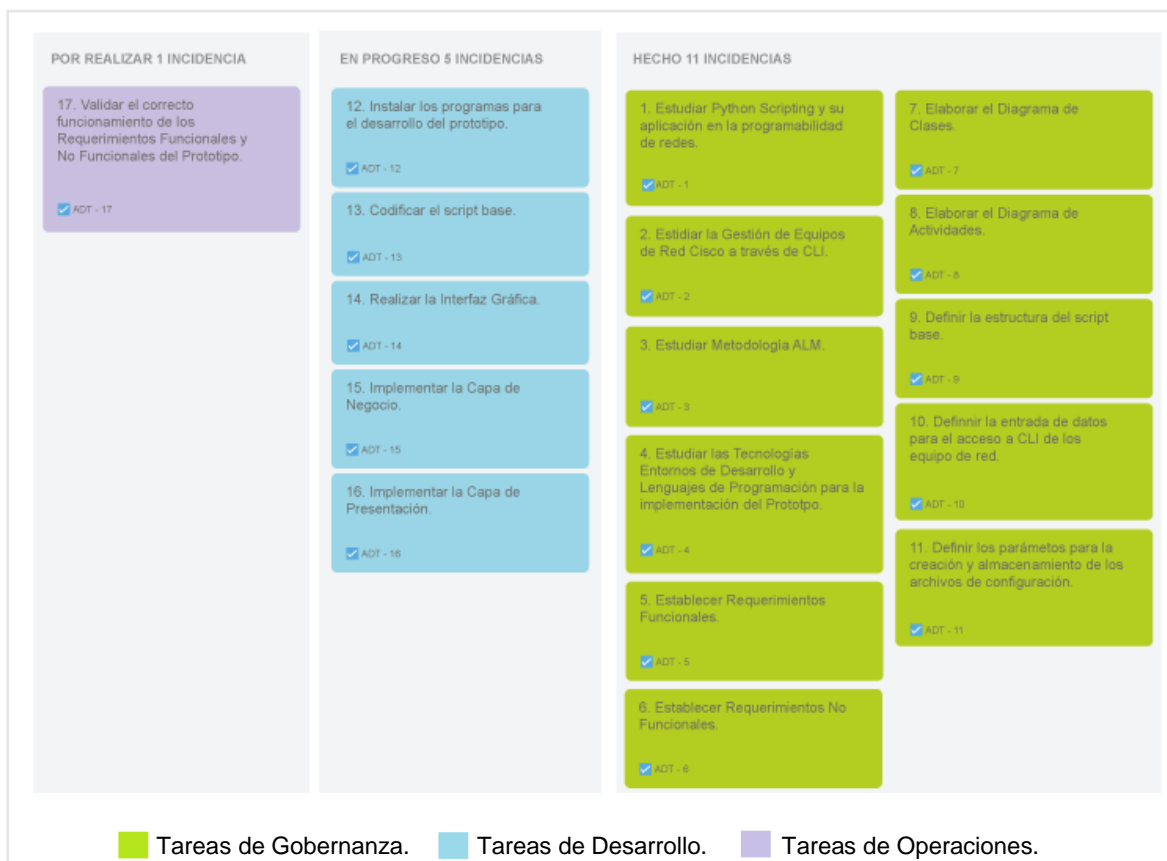 POR REALIZAR 1 INCIDENCIA
17. Validar el correcto
funcionamiento de los
Requerimientos Funcionales y
No Funcionales del Prototipo.
ADT - 17
EN PROGRESO 5 INCIDENCIAS
12. Instalar los programas para
el desarrollo del prototipo.
ADT - 12
13. Codificar el script base.
ADT - 13
14. Realizar la Interfaz Gráfica.
ADT - 14
15. Implementar la Capa de
Negocio.
ADT - 15
16. Implementar la Capa de
Presentación.
ADT - 16
HECHO 11 INCIDENCIAS
1. Estudiar Python Scripting y su
aplicación en la programabilidad
de redes.
ADT - 1
2. Estidiar la Gestión de Equipos
de Red Cisco a través de CLI.
ADT - 2
3. Estudiar Metodología ALM.
ADT - 3
4. Estudiar las Tecnologías
Entornos de Desarrollo y
Lenguajes de Programación para la
implementación del Prototpo.
ADT - 4
5. Establecer Requerimientos
Funcionales.
ADT - 5
6. Establecer Requerimientos No
Funcionales.
ADT - 6
7. Elaborar el Diagrama de
Clases.
ADT - 7
8. Elaborar el Diagrama de
Actividades.
ADT - 8
9. Definir la estructura del script
base.
ADT - 9
10. Definnir la entrada de datos
para el acceso a CLI de los
equipo de red.
ADT - 10
11. Definir los parámetos para la
creación y almacenamiento de los
archivos de configuración.
ADT - 11
Tareas de Gobernanza.
Tareas de Desarrollo.
Tareas de Operaciones.